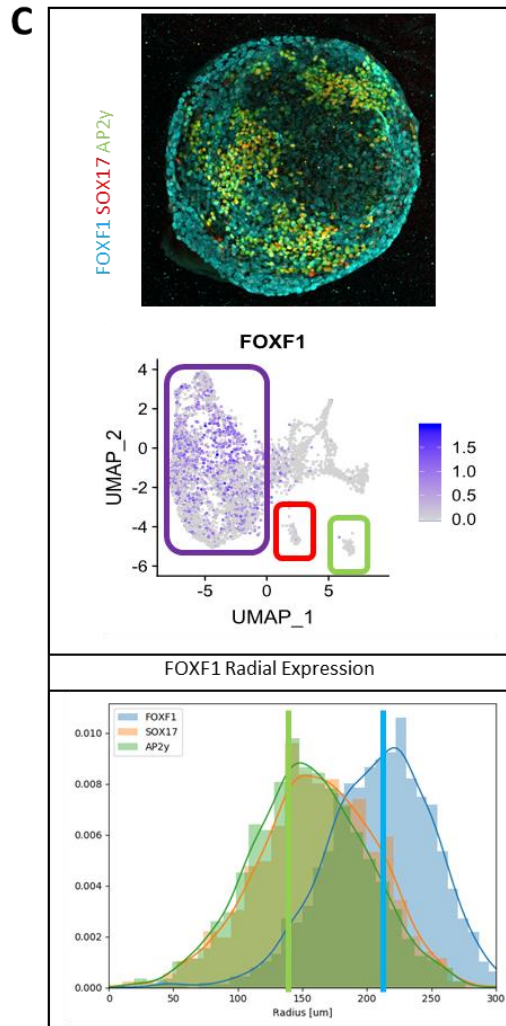 C
FOXF1 SOX17 AP2y
FOXF1
4
2
0
-2
-4
-6
UMAP_2
-5
0
5
UMAP_1
1.5
1.0
0.5
0.0
FOXF1 Radial Expression
FOXF1
SOX17
AP2y
0.010
0.008
0.006
0.004
0.002
0.000
0
50
100
150
200
250
300
Radius [um]